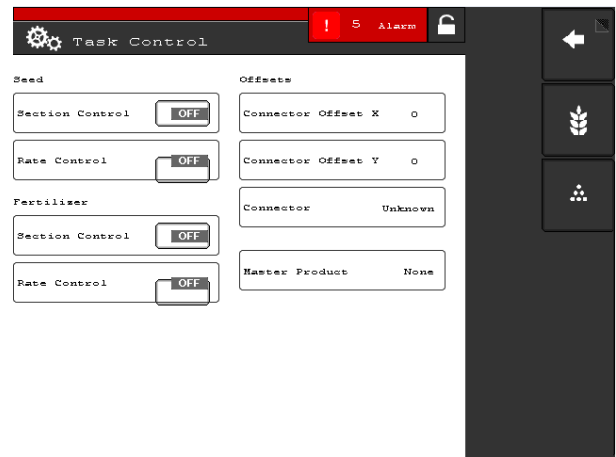 ! 5 Alarm
Task Control
Seed
Section Control OFF
Rate Control OFF
Fertilizer
Section Control OFF
Rate Control OFF
Offsets
Connector Offset X 0
Connector Offset Y 0
Connector Unknown
Master Product None